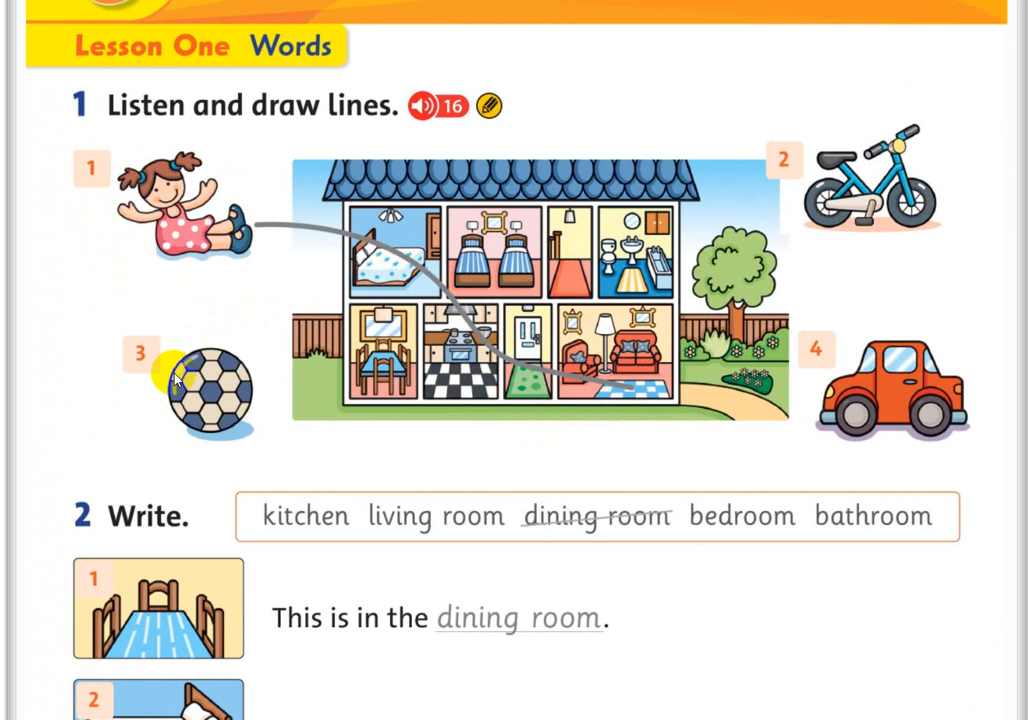 Lesson One Words
1 Listen and draw lines. 16
1
2
3
4
2 Write.
kitchen living room dining room bedroom bathroom
1
This is in the dining room.
2